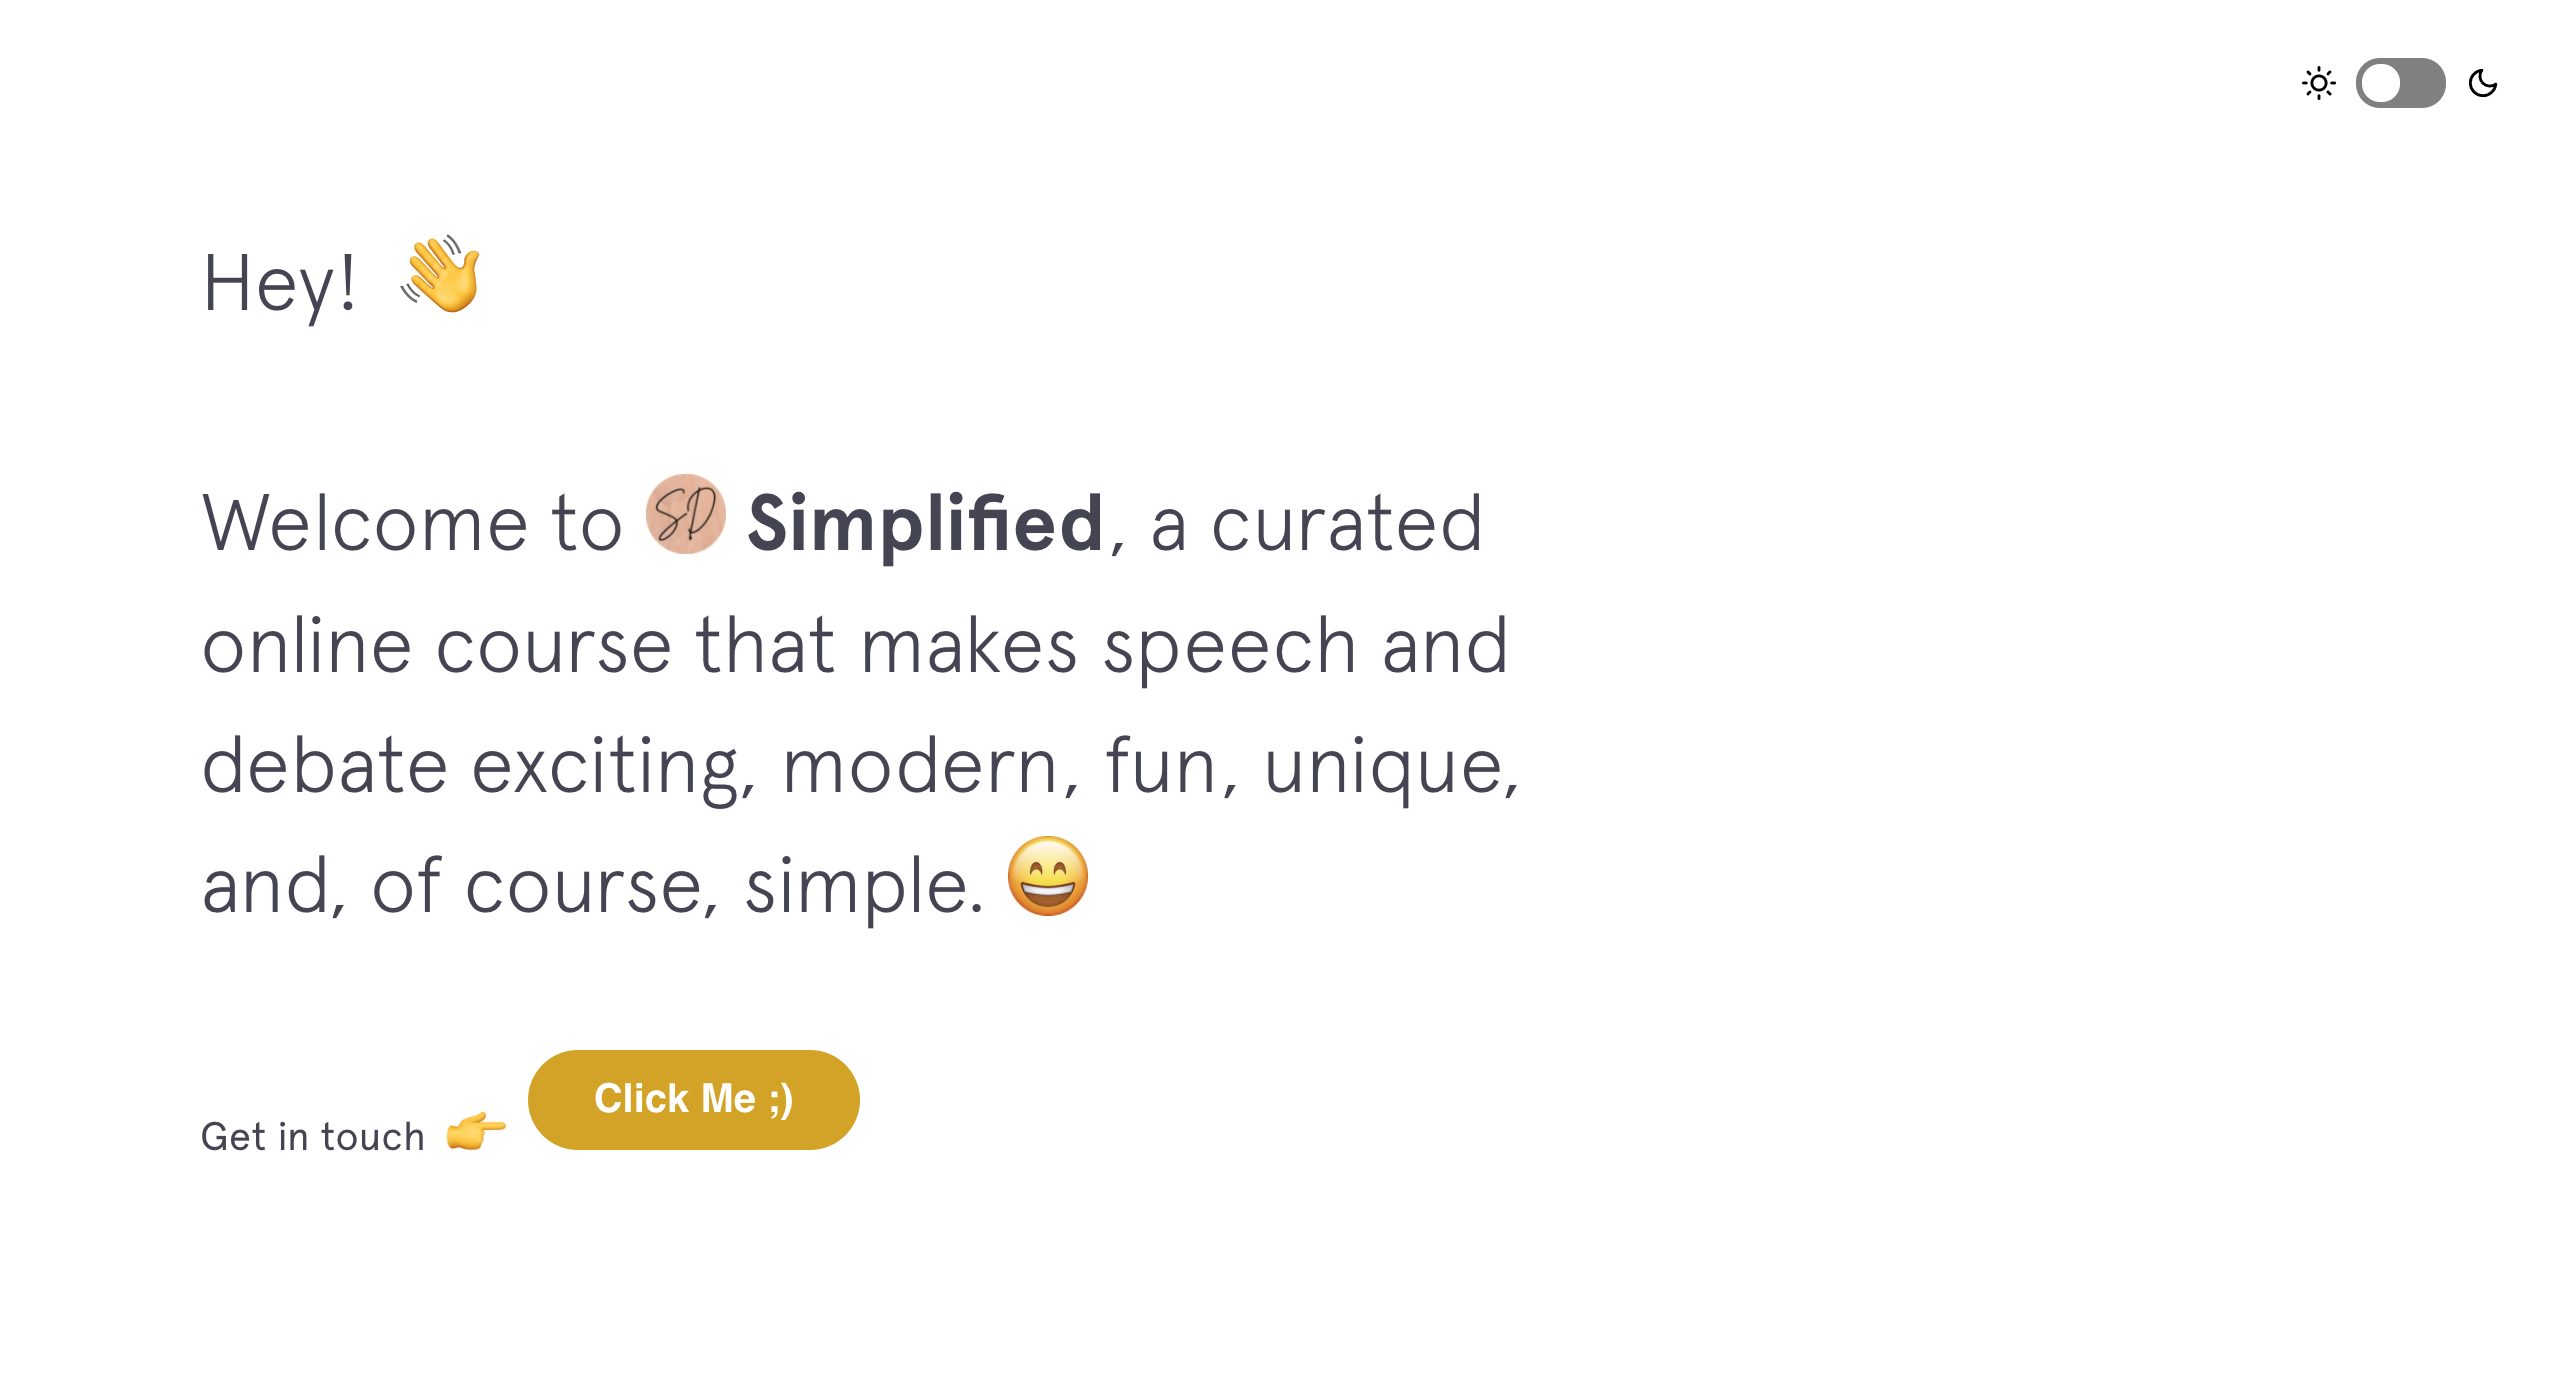 Hey! 👋
Welcome to SD Simplified, a curated
online course that makes speech and
debate exciting, modern, fun, unique,
and, of course, simple. 😄
Get in touch 👉 Click Me ;)